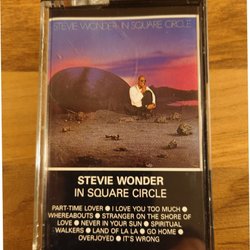 STEVIE WONDER IN SQUARE CIRCLE
STEVIE WONDER
IN SQUARE CIRCLE
PART-TIME LOVER ● I LOVE YOU TOO MUCH ●
WHEREABOUTS ● STRANGER ON THE SHORE OF
LOVE ● NEVER IN YOUR SUN ● SPIRITUAL
WALKERS ● LAND OF LA LA ● GO HOME ●
OVERJOYED ● IT'S WRONG